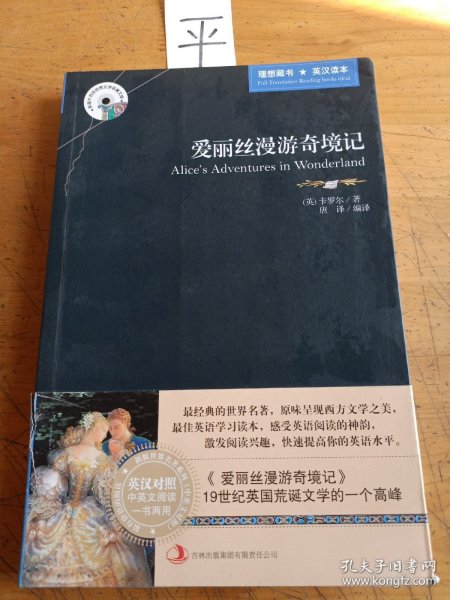 平
理想藏书 ★ 英汉读本
Full Translation Reading books ideal
爱丽丝漫游奇境记
Alice's Adventures in Wonderland
(英)卡罗尔/著
唐 译/编译
最经典的世界名著,原味呈现西方文学之美,
最佳英语学习读本,感受英语阅读的神韵,
激发阅读兴趣,快速提高你的英语水平。
英汉对照
中英文阅读
一书两用
《爱丽丝漫游奇境记》
19世纪英国荒诞文学的一个高峰
吉林出版集团有限责任公司
孔夫子旧书网